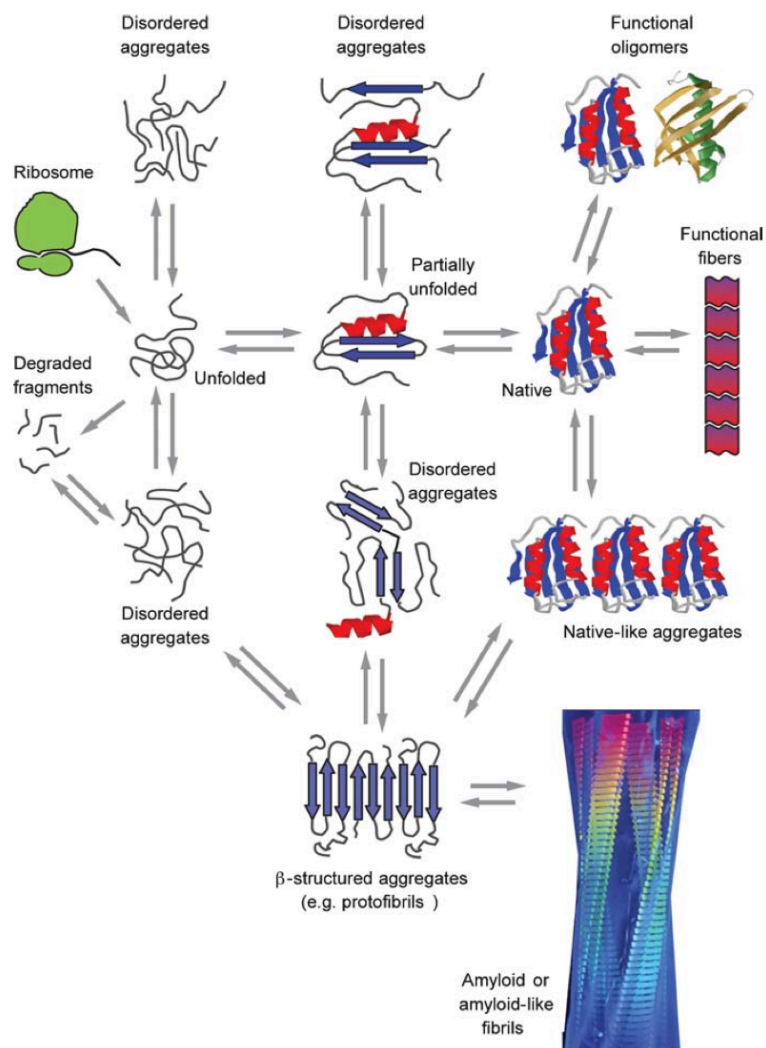 Disordered
aggregates
Disordered
aggregates
Functional
oligomers
Ribosome
Functional
fibers
Partially
unfolded
Degraded
fragments
Unfolded
Native
Disordered
aggregates
Disordered
aggregates
Native-like aggregates
β-structured aggregates
(e.g. protofibrils )
Amyloid or
amyloid-like
fibrils